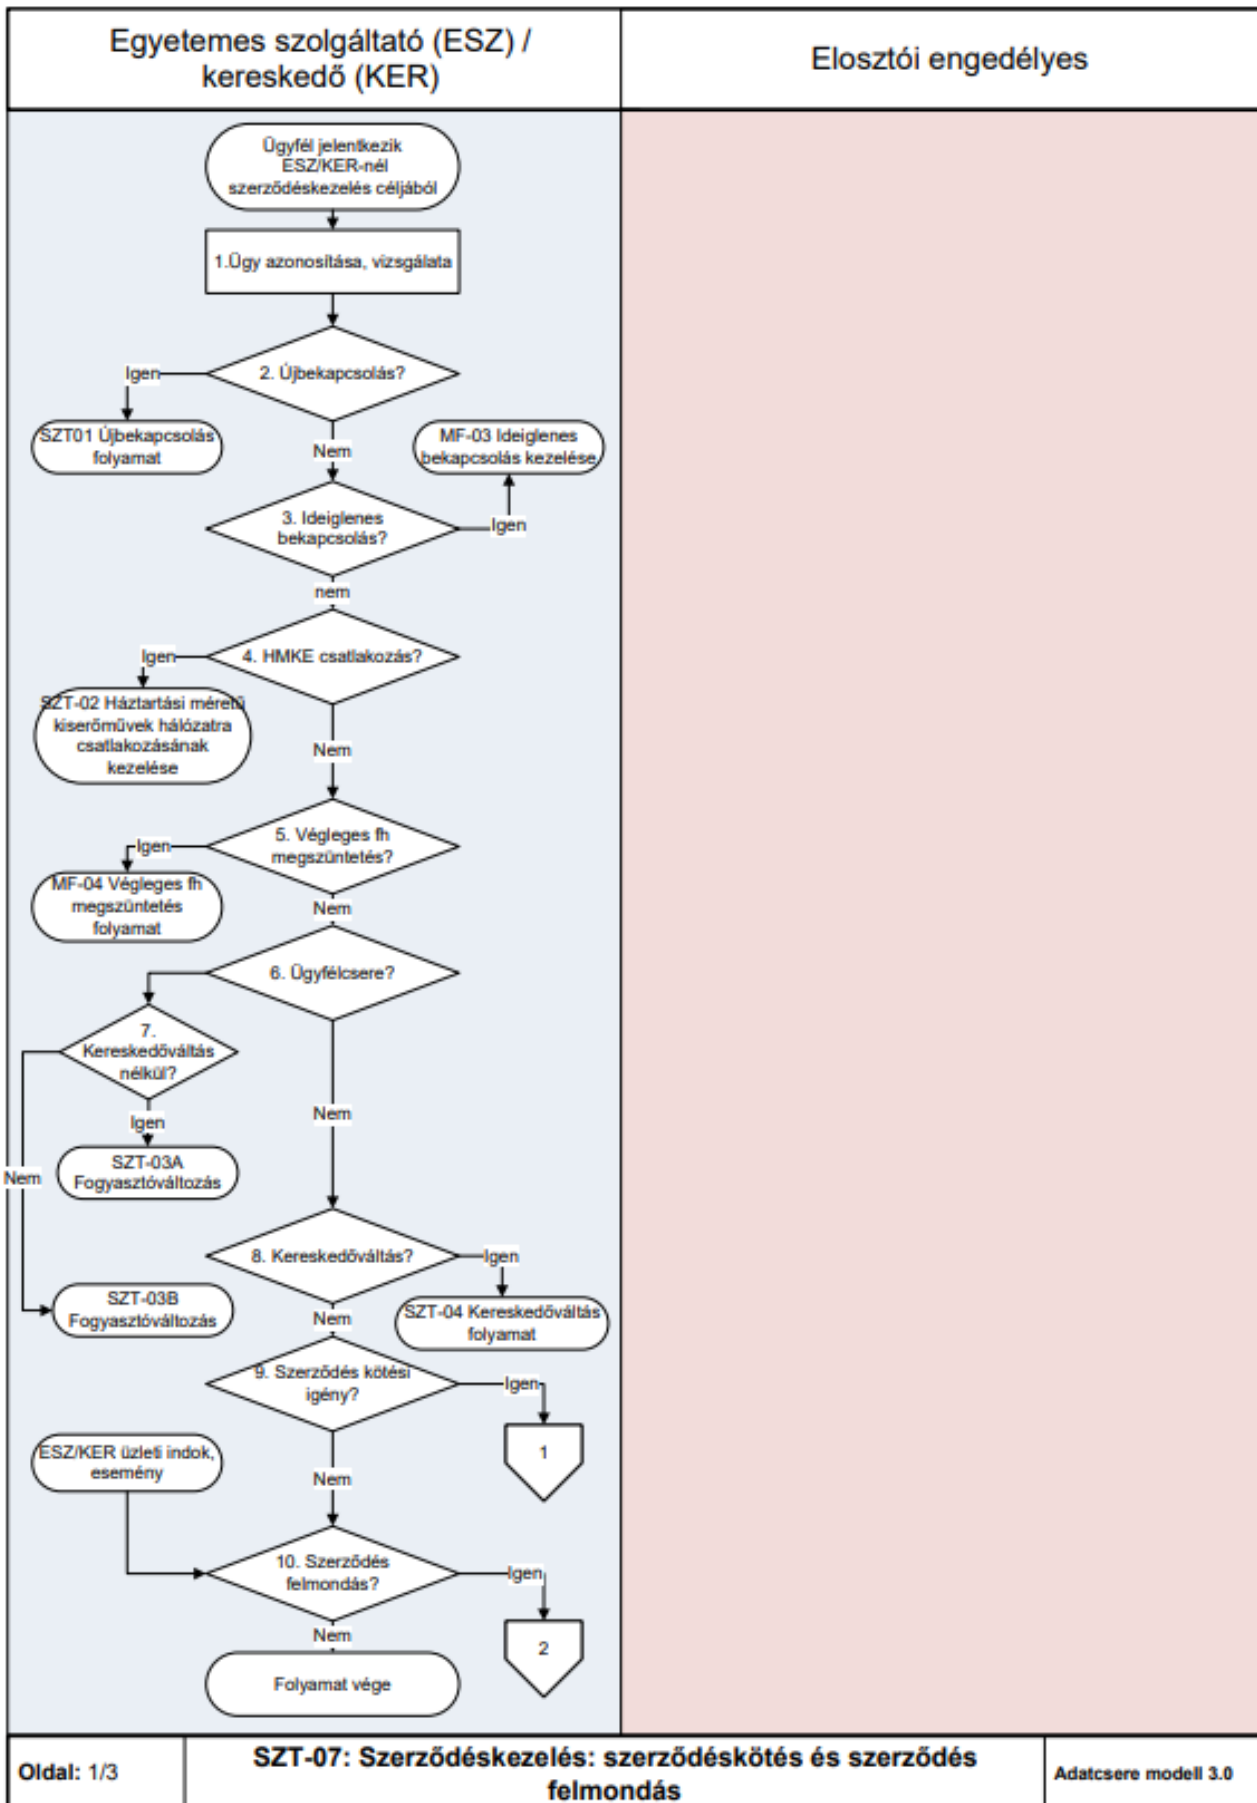 Egyetemes szolgáltató (ESZ) /
kereskedő (KER)
Elosztói engedélyes
Ügyfél jelentkezik
ESZ/KER-nél
szerződéskezelés céljából
1.Ügy azonosítása, vizsgálata
2. Újbekapcsolás?
Igen
SZT01 Újbekapcsolás
folyamat
Nem
MF-03 Ideiglenes
bekapcsolás kezelése
3. Ideiglenes
bekapcsolás?
Igen
nem
4. HMKE csatlakozás?
Igen
SZT-02 Háztartási méretű
kiserőművek hálózatra
csatlakozásának
kezelése
Nem
5. Végleges fh
megszüntetés?
Igen
MF-04 Végleges fh
megszüntetés
folyamat
Nem
6. Ügyfélcsere?
7.
Kereskedőváltás
nélkül?
Igen
Nem
SZT-03A
Fogyasztóváltozás
Nem
8. Kereskedőváltás?
Igen
SZT-03B
Fogyasztóváltozás
SZT-04 Kereskedőváltás
folyamat
Nem
9. Szerződés kötési
igény?
Igen
1
ESZ/KER üzleti indok,
esemény
Nem
10. Szerződés
felmondás?
Igen
2
Nem
Folyamat vége
Oldal: 1/3
SZT-07: Szerződéskezelés: szerződéskötés és szerződés
felmondás
Adatcsere modell 3.0